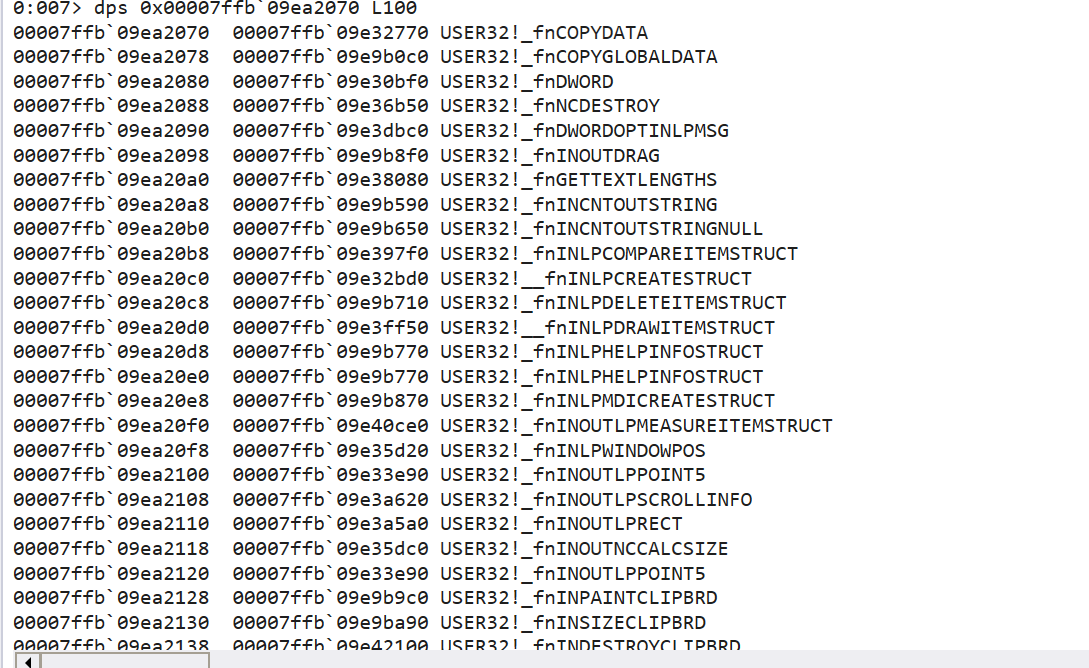 0:007> dps 0x00007ffb`09ea2070 L100
00007ffb`09ea2070  00007ffb`09e32770 USER32!_fnCOPYDATA
00007ffb`09ea2078  00007ffb`09e9b0c0 USER32!_fnCOPYGLOBALDATA
00007ffb`09ea2080  00007ffb`09e30bf0 USER32!_fnDWORD
00007ffb`09ea2088  00007ffb`09e36b50 USER32!_fnNCDESTROY
00007ffb`09ea2090  00007ffb`09e3dbc0 USER32!_fnDWORDOPTINLPMSG
00007ffb`09ea2098  00007ffb`09e9b8f0 USER32!_fnINOUTDRAG
00007ffb`09ea20a0  00007ffb`09e38080 USER32!_fnGETTEXTLENGTHS
00007ffb`09ea20a8  00007ffb`09e9b590 USER32!_fnINCNTOUTSTRING
00007ffb`09ea20b0  00007ffb`09e9b650 USER32!_fnINCNTOUTSTRINGNULL
00007ffb`09ea20b8  00007ffb`09e397f0 USER32!_fnINLPCOMPAREITEMSTRUCT
00007ffb`09ea20c0  00007ffb`09e32bd0 USER32!__fnINLPCREATESTRUCT
00007ffb`09ea20c8  00007ffb`09e9b710 USER32!_fnINLPDELETEITEMSTRUCT
00007ffb`09ea20d0  00007ffb`09e3ff50 USER32!__fnINLPDRAWITEMSTRUCT
00007ffb`09ea20d8  00007ffb`09e9b770 USER32!_fnINLPHELPINFOSTRUCT
00007ffb`09ea20e0  00007ffb`09e9b770 USER32!_fnINLPHELPINFOSTRUCT
00007ffb`09ea20e8  00007ffb`09e9b870 USER32!_fnINLPMDICREATESTRUCT
00007ffb`09ea20f0  00007ffb`09e40ce0 USER32!_fnINOUTLPMEASUREITEMSTRUCT
00007ffb`09ea20f8  00007ffb`09e35d20 USER32!_fnINLPWINDOWPOS
00007ffb`09ea2100  00007ffb`09e33e90 USER32!_fnINOUTLPPOINT5
00007ffb`09ea2108  00007ffb`09e3a620 USER32!_fnINOUTLPSCROLLINFO
00007ffb`09ea2110  00007ffb`09e3a5a0 USER32!_fnINOUTLPRECT
00007ffb`09ea2118  00007ffb`09e35dc0 USER32!_fnINOUTNCCALCSIZE
00007ffb`09ea2120  00007ffb`09e33e90 USER32!_fnINOUTLPPOINT5
00007ffb`09ea2128  00007ffb`09e9b9c0 USER32!_fnINPAINTCLIPBRD
00007ffb`09ea2130  00007ffb`09e9ba90 USER32!_fnINSIZECLIPBRD
00007ffb`09ea2138  00007ffb`09e42100 USER32!_fnINDESTROYCLIPBRD